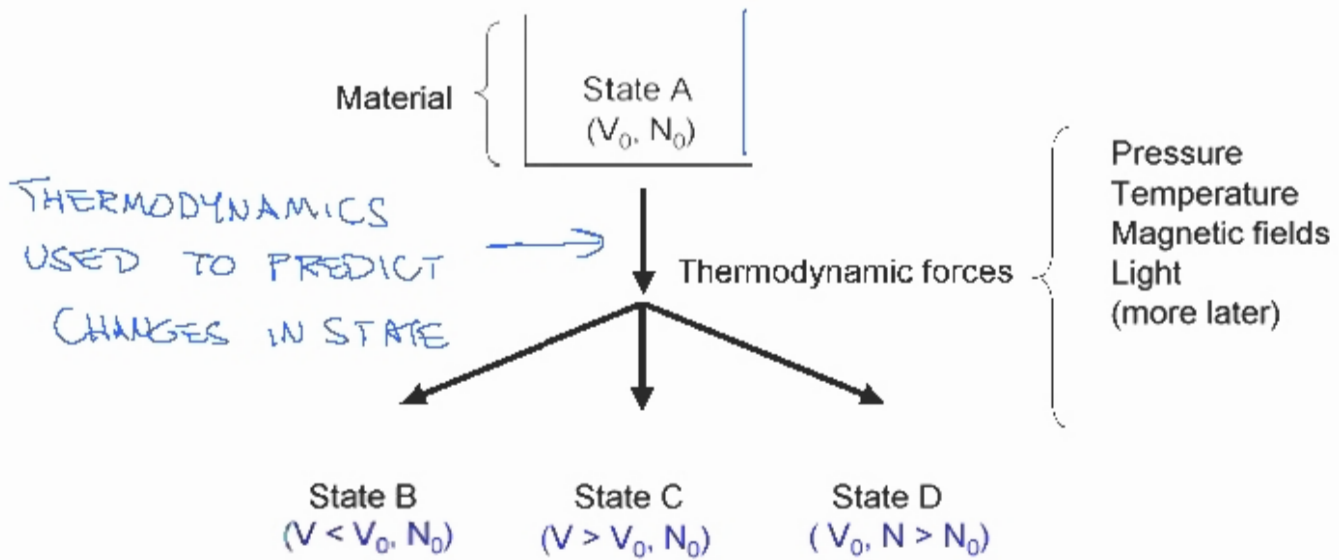 State A
Material
(V₀, N₀)
THERMODYNAMICS
USED TO PREDICT
CHANGES IN STATE
Thermodynamic forces
Pressure
Temperature
Magnetic fields
Light
(more later)
State B
(V < V₀, N₀)
State C
(V > V₀, N₀)
State D
( V₀, N > N₀)